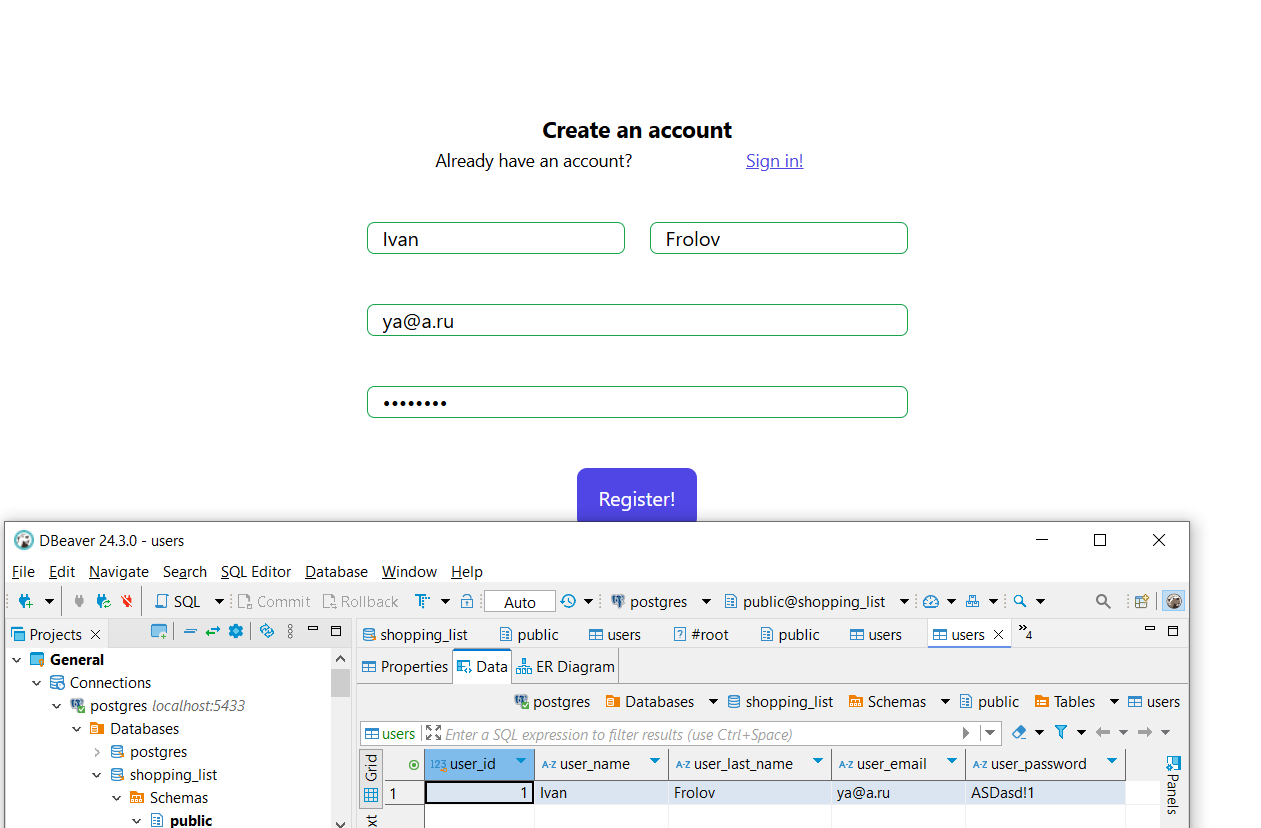 Create an account
Already have an account? Sign in!
Ivan Frolov
ya@a.ru
••••••••
Register!
DBeaver 24.3.0 - users
File Edit Navigate Search SQL Editor Database Window Help
SQL Commit Rollback Auto postgres public@shopping_list
Projects shopping_list public users #root public users users »4
General Properties Data ER Diagram
Connections
postgres localhost:5433 postgres Databases shopping_list Schemas public Tables users
Databases users Enter a SQL expression to filter results (use Ctrl+Space)
postgres Grid 123 user_id A-Z user_name A-Z user_last_name A-Z user_email A-Z user_password
shopping_list 1 1 Ivan Frolov ya@a.ru ASDasd!1 Panels
Schemas
public